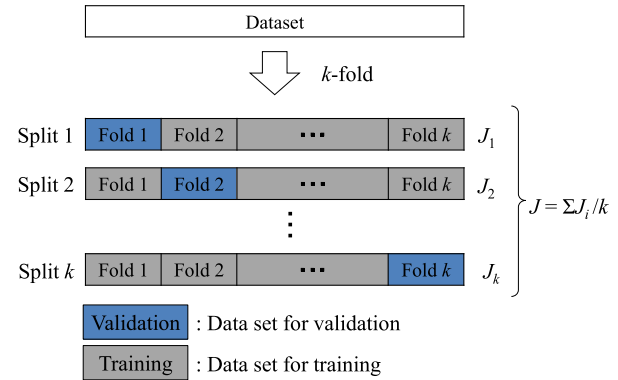 Dataset
k-fold
Split 1 Fold 1 Fold 2 ... Fold k J₁
Split 2 Fold 1 Fold 2 ... Fold k J₂
⋮
Split k Fold 1 Fold 2 ... Fold k Jₖ
J = ΣJᵢ/k
Validation : Data set for validation
Training : Data set for training